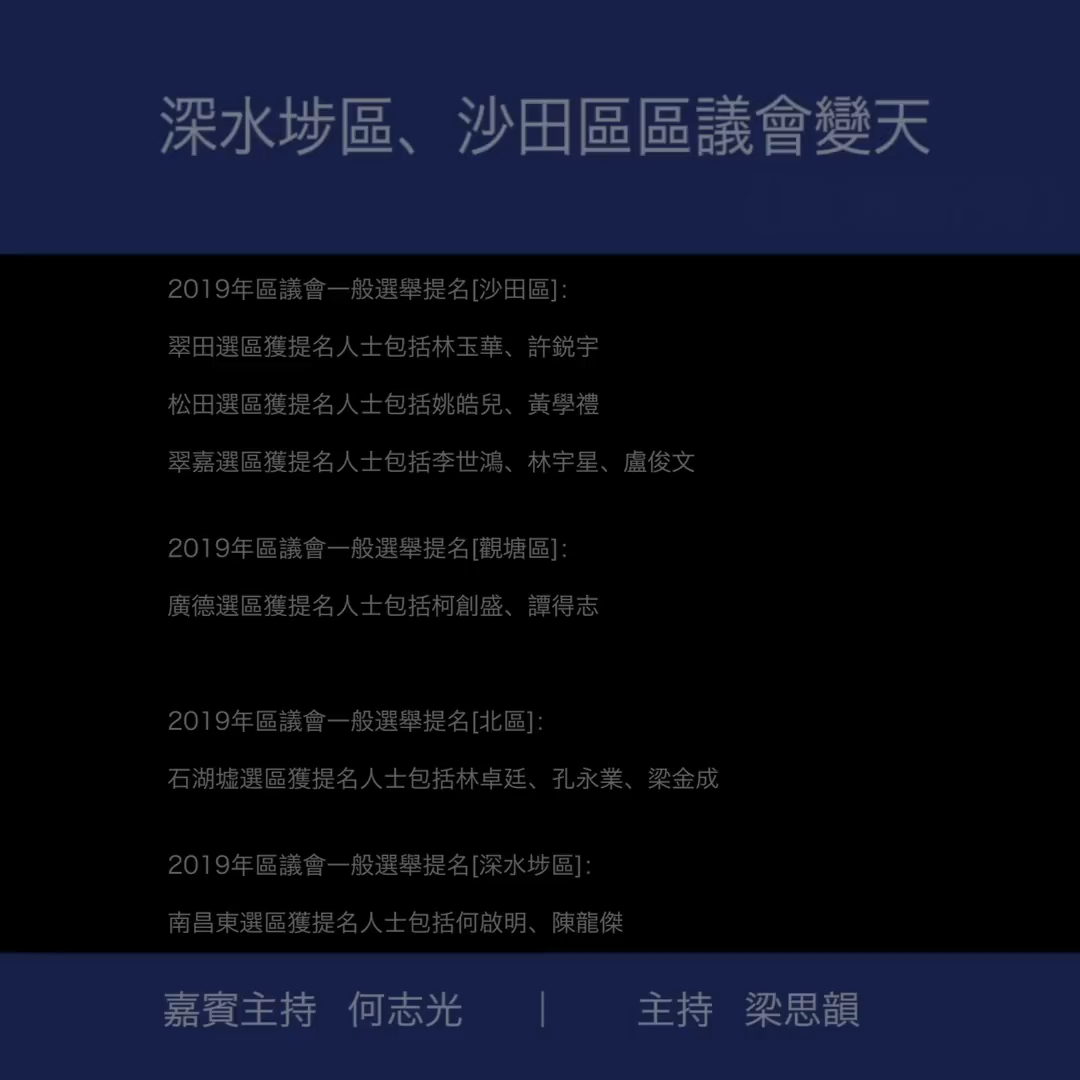 深水埗區、沙田區區議會變天
2019年區議會一般選舉提名[沙田區]：
翠田選區獲提名人士包括林玉華、許銳宇
松田選區獲提名人士包括姚皓兒、黃學禮
翠嘉選區獲提名人士包括李世鴻、林宇星、盧俊文
2019年區議會一般選舉提名[觀塘區]：
廣德選區獲提名人士包括柯創盛、譚得志
2019年區議會一般選舉提名[北區]：
石湖墟選區獲提名人士包括林卓廷、孔永業、梁金成
2019年區議會一般選舉提名[深水埗區]：
南昌東選區獲提名人士包括何啟明、陳龍傑
嘉賓主持 何志光 | 主持 梁思韻